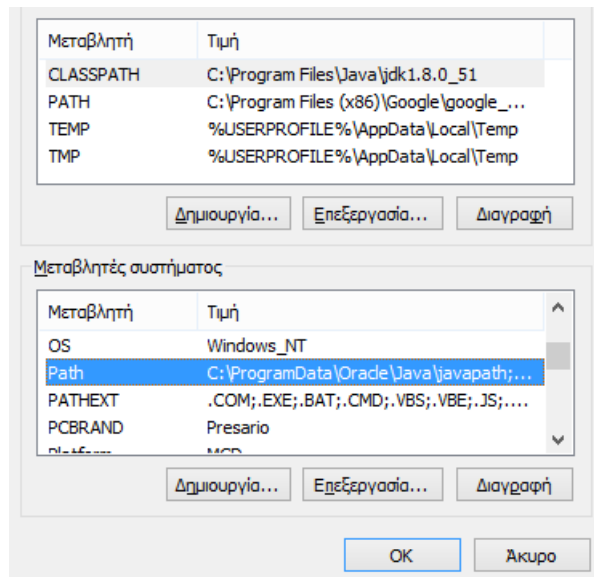 Μεταβλητή Τιμή
CLASSPATH C:\Program Files\Java\jdk1.8.0_51
PATH C:\Program Files (x86)\Google\google_...
TEMP %USERPROFILE%\AppData\Local\Temp
TMP %USERPROFILE%\AppData\Local\Temp
Δημιουργία... Επεξεργασία... Διαγραφή
Μεταβλητές συστήματος
Μεταβλητή Τιμή
OS Windows_NT
Path C:\ProgramData\Oracle\Java\javapath;...
PATHEXT .COM;.EXE;.BAT;.CMD;.VBS;.VBE;.JS;....
PCBRAND Presario
Δημιουργία... Επεξεργασία... Διαγραφή
OK Άκυρο